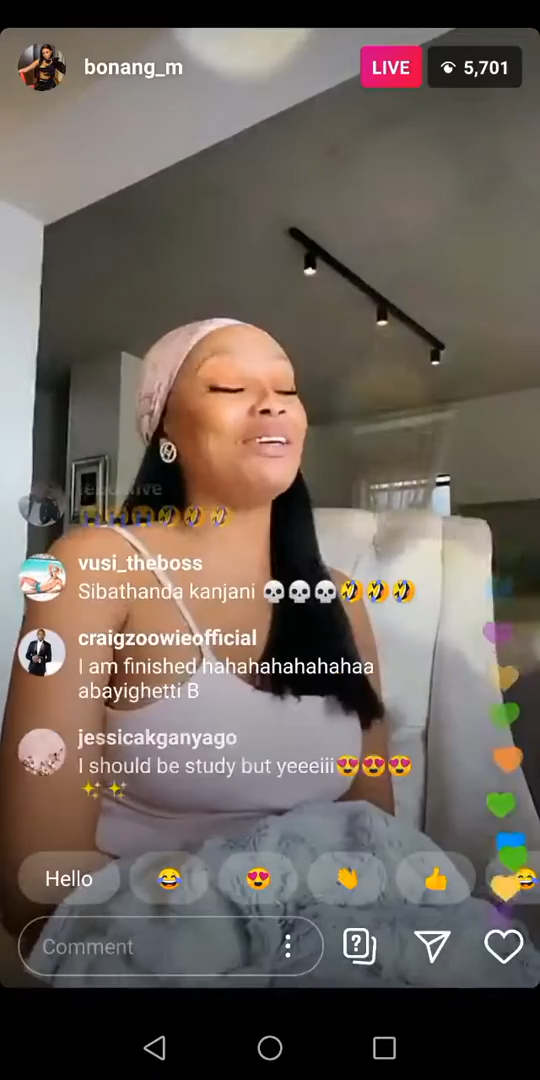 bonang_m
LIVE
5,701
vusi_theboss
Sibathanda kanjani 💀💀💀🤣🤣🤣
craigzoowieofficial
I am finished hahahahahahahaa
abayighetti B
jessicakganyago
I should be study but yeeeiii😍😍😍
✨✨
Hello
Comment